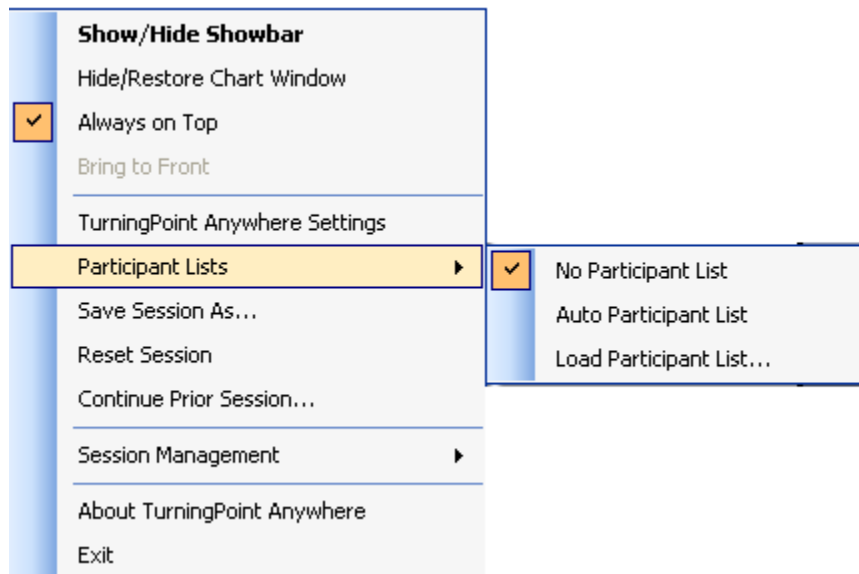 Show/Hide Showbar
Hide/Restore Chart Window
Always on Top
Bring to Front
TurningPoint Anywhere Settings
Participant Lists
Save Session As...
Reset Session
Continue Prior Session...
Session Management
About TurningPoint Anywhere
Exit
No Participant List
Auto Participant List
Load Participant List...